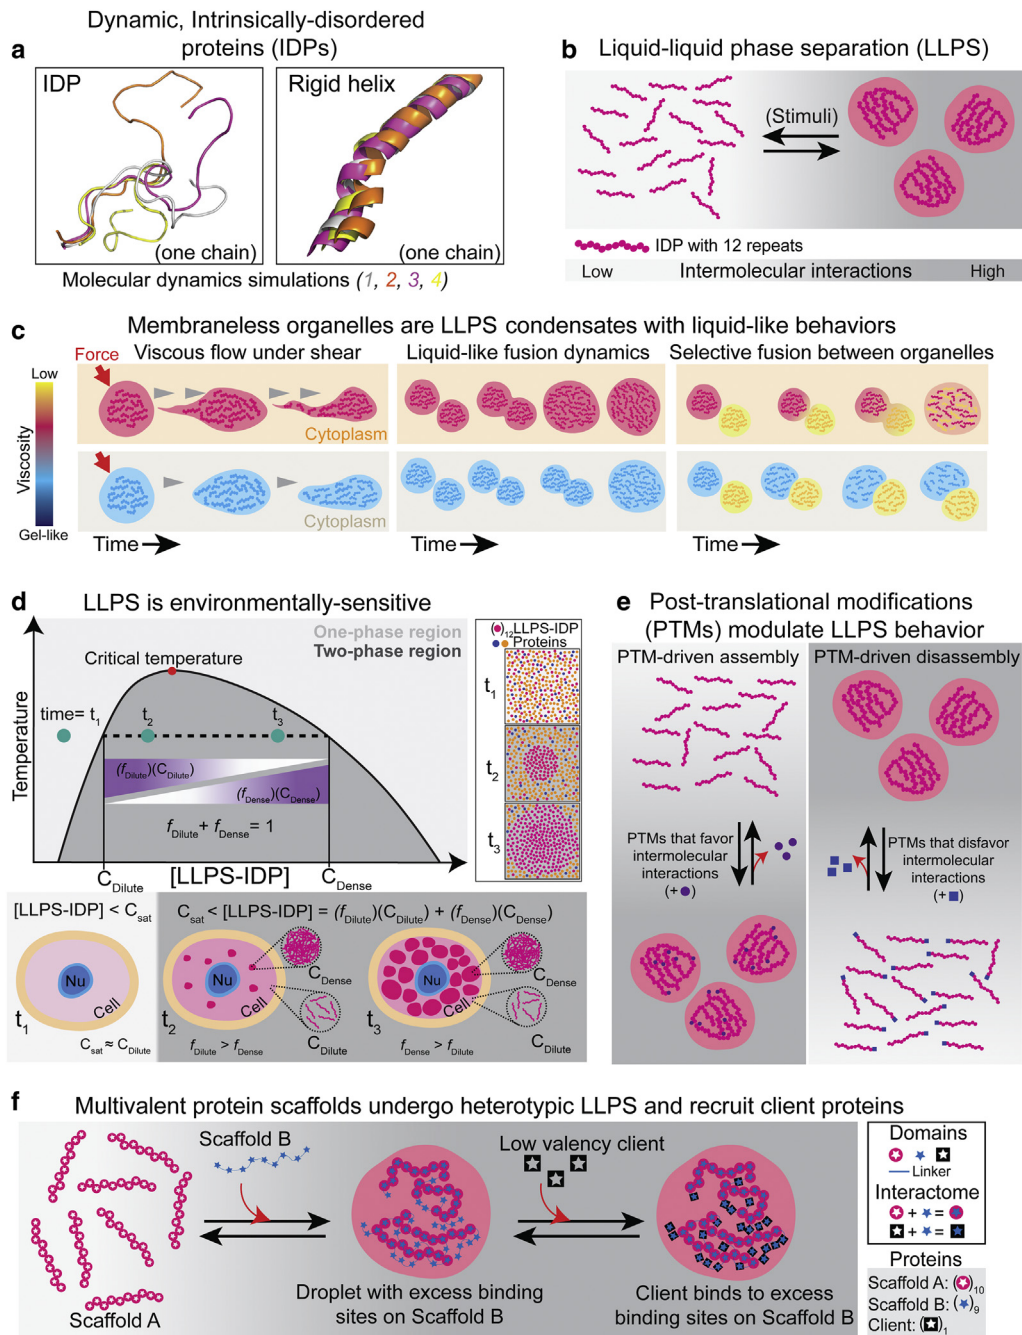 a
Dynamic, Intrinsically-disordered
proteins (IDPs)
IDP
(one chain)
Rigid helix
(one chain)
Molecular dynamics simulations (1, 2, 3, 4)
b
Liquid-liquid phase separation (LLPS)
(Stimuli)
IDP with 12 repeats
Low
Intermolecular interactions
High
c
Membraneless organelles are LLPS condensates with liquid-like behaviors
Force
Viscous flow under shear
Liquid-like fusion dynamics
Selective fusion between organelles
Low
Viscosity
Gel-like
Cytoplasm
Cytoplasm
Time
Time
Time
d
LLPS is environmentally-sensitive
One-phase region
Two-phase region
Critical temperature
Temperature
time= t1
t2
t3
(fDilute)(CDilute)
(fDense)(CDense)
fDilute + fDense = 1
CDilute
[LLPS-IDP]
CDense
( )12LLPS-IDP
Proteins
t1
t2
t3
[LLPS-IDP] < Csat
Csat < [LLPS-IDP] = (fDilute)(CDilute) + (fDense)(CDense)
Nu
Cell
t1
Csat ≈ CDilute
Nu
Cell
t2
CDense
CDilute
fDilute > fDense
Nu
Cell
t3
CDense
CDilute
fDense > fDilute
e
Post-translational modifications
(PTMs) modulate LLPS behavior
PTM-driven assembly
PTM-driven disassembly
PTMs that favor
intermolecular
interactions
(+ )
PTMs that disfavor
intermolecular
interactions
(+ )
f
Multivalent protein scaffolds undergo heterotypic LLPS and recruit client proteins
Scaffold A
Scaffold B
Droplet with excess binding
sites on Scaffold B
Low valency client
Client binds to excess
binding sites on Scaffold B
Domains
Linker
Interactome
+ =
+ =
Proteins
Scaffold A: ( )10
Scaffold B: ( )9
Client: ( )1